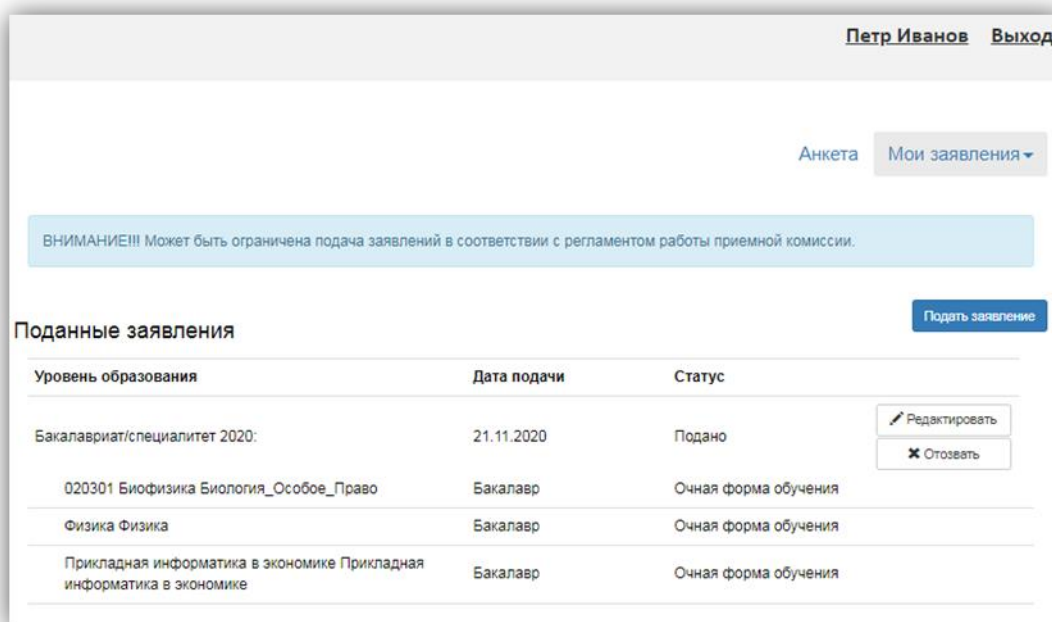 Петр Иванов Выход
Анкета Мои заявления
ВНИМАНИЕ!!! Может быть ограничена подача заявлений в соответствии с регламентом работы приемной комиссии.
Подать заявление
Поданные заявления
Уровень образования Дата подачи Статус
Бакалавриат/специалитет 2020: 21.11.2020 Подано Редактировать
Отозвать
020301 Биофизика Биология_Особое_Право Бакалавр Очная форма обучения
Физика Физика Бакалавр Очная форма обучения
Прикладная информатика в экономике Прикладная
информатика в экономике Бакалавр Очная форма обучения